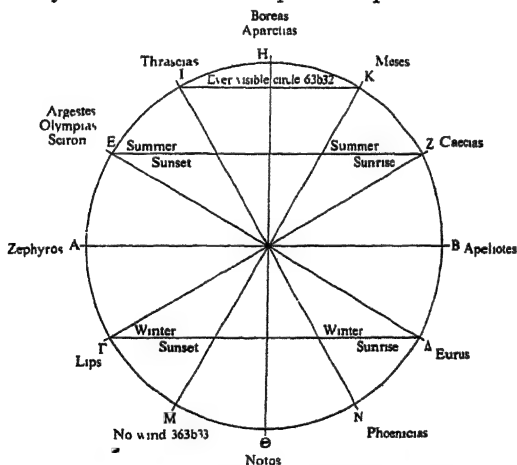 Boreas
Aparctias
H
Thrascias
I
Ever visible circle 63b32
Meses
K
Argestes
Olympias
Sciron
E
Summer
Sunset
Summer
Sunrise
Z
Caecias
Zephyros
A
B
Apeliotes
Γ
Lips
Winter
Sunset
Winter
Sunrise
Δ
Eurus
M
No wind 363b33
N
Phoenicias
Θ
Notos